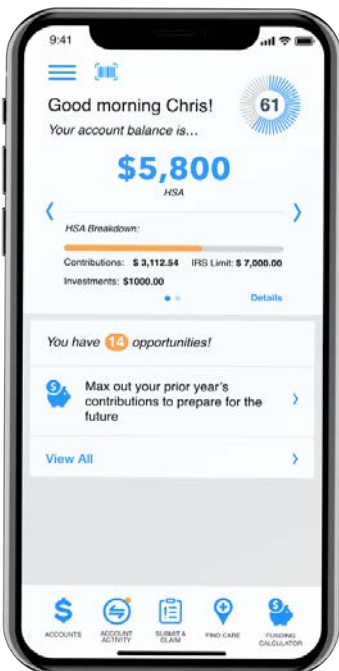 9:41
Good morning Chris!
61
Your account balance is...
$5,800
HSA
HSA Breakdown:
Contributions: $ 3,112.54 IRS Limit: $ 7,000.00
Investments: $1000.00
Details
You have 14 opportunities!
Max out your prior year's
contributions to prepare for the
future
View All
ACCOUNTS
ACCOUNT
ACTIVITY
SUBMIT A
CLAIM
FIND CARE
FUNDING
CALCULATOR